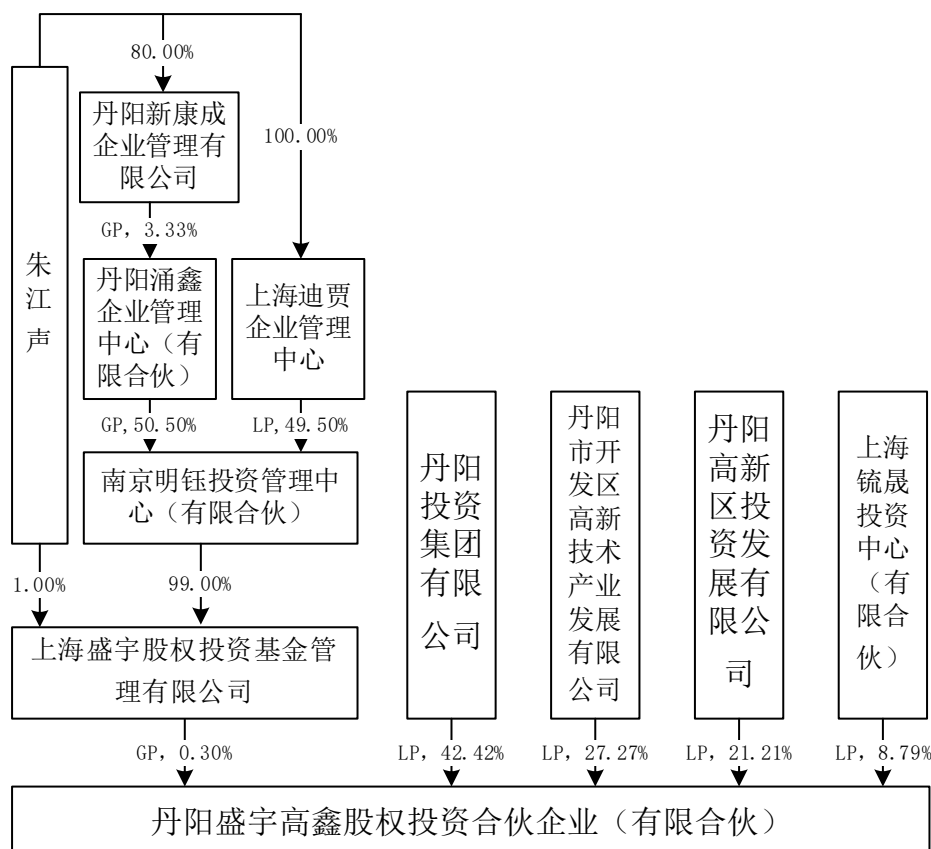 80.00%
丹阳新康成
企业管理有
限公司
100.00%
GP, 3.33%
朱
江
声
丹阳涌鑫
企业管理
中心（有
限合伙）
上海迪贾
企业管理
中心
GP,50.50%
LP,49.50%
南京明钰投资管理中
心（有限合伙）
1.00%
99.00%
上海盛宇股权投资基金管
理有限公司
丹阳
投资
集团
有限
公司
丹阳
市开
发区
高新
技术
产业
发展
有限
公司
丹阳
高新
区投
资发
展有
限公
司
上海
锍晟
投资
中心
（有
限合
伙）
GP, 0.30%
LP, 42.42%
LP, 27.27%
LP, 21.21%
LP, 8.79%
丹阳盛宇高鑫股权投资合伙企业（有限合伙）